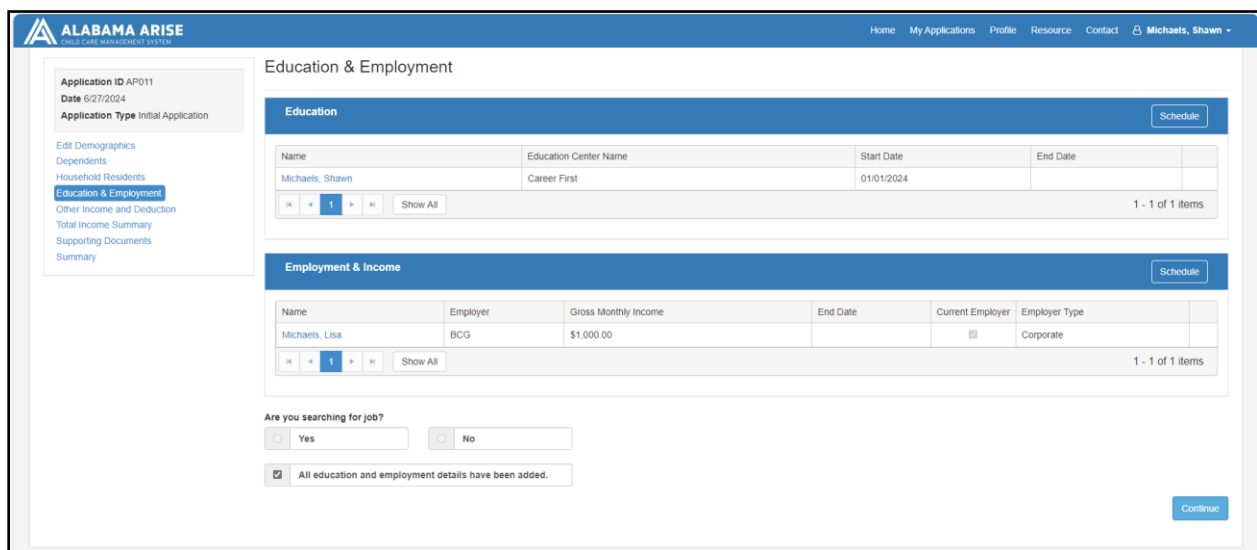 ALABAMA ARISE
CHILD CARE MANAGEMENT SYSTEM
Home My Applications Profile Resource Contact Michaels, Shawn
Application ID AP011
Date 6/27/2024
Application Type Initial Application
Edit Demographics
Dependents
Household Residents
Education & Employment
Other Income and Deduction
Total Income Summary
Supporting Documents
Summary
Education & Employment
Education Schedule
Name Education Center Name Start Date End Date
Michaels, Shawn Career First 01/01/2024
1 Show All 1 - 1 of 1 items
Employment & Income Schedule
Name Employer Gross Monthly Income End Date Current Employer Employer Type
Michaels, Lisa BCG $1,000.00 Corporate
1 Show All 1 - 1 of 1 items
Are you searching for job?
Yes No
All education and employment details have been added.
Continue